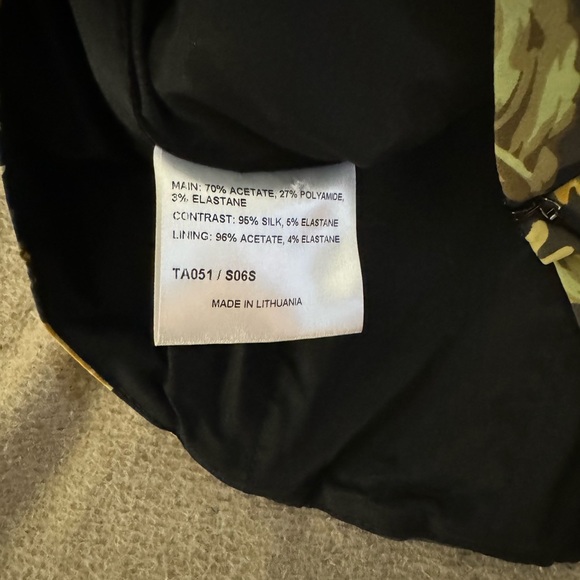 MAIN: 70% ACETATE, 27% POLYAMIDE,
3% ELASTANE
CONTRAST: 95% SILK, 5% ELASTANE
LINING: 96% ACETATE, 4% ELASTANE
TA051 / S06S
MADE IN LITHUANIA